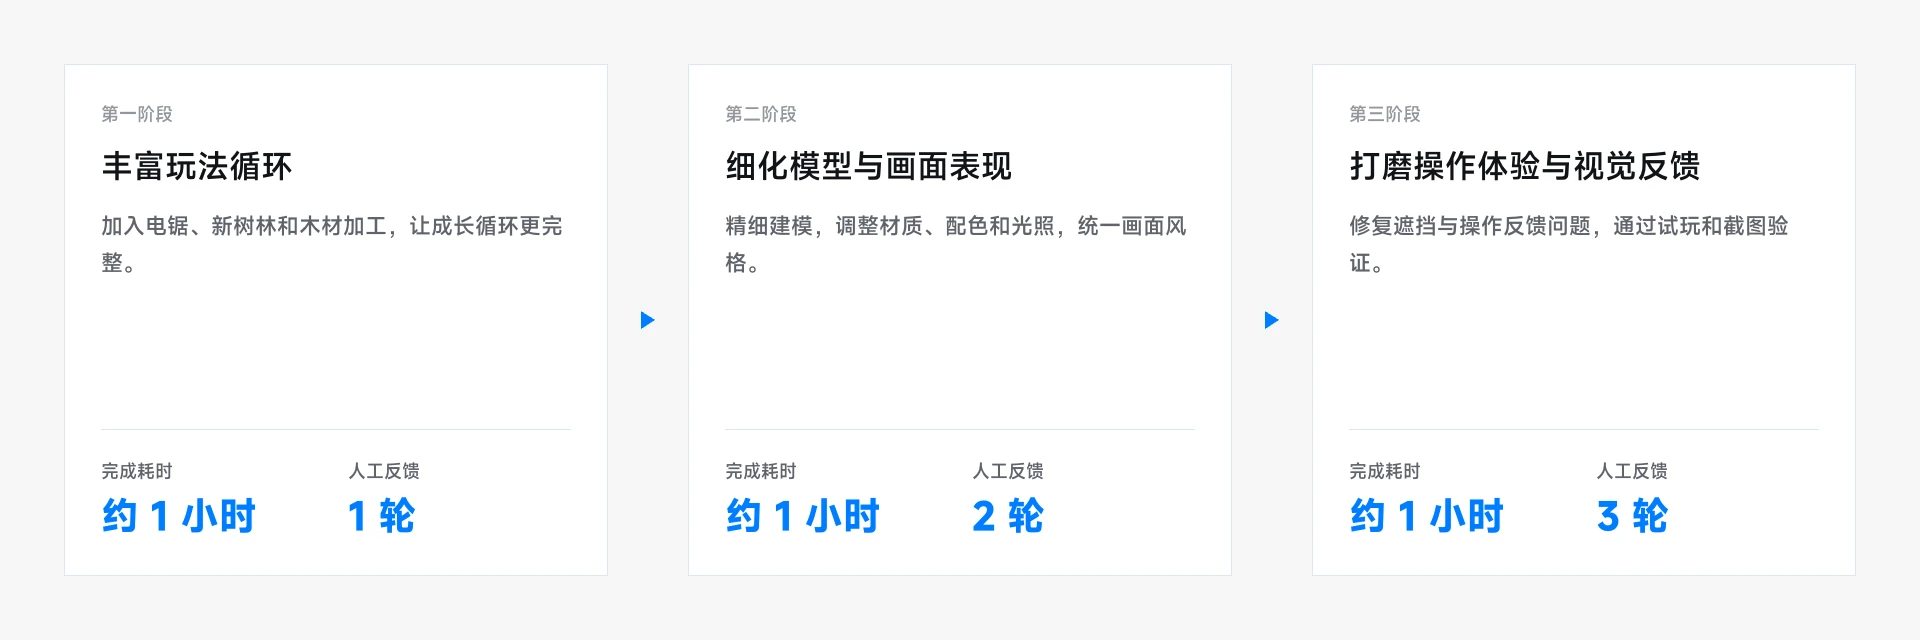 第一阶段
丰富玩法循环
加入电锯、新树林和木材加工，让成长循环更完
整。
完成耗时
人工反馈
约 1 小时
1 轮
第二阶段
细化模型与画面表现
精细建模，调整材质、配色和光照，统一画面风
格。
完成耗时
人工反馈
约 1 小时
2 轮
第三阶段
打磨操作体验与视觉反馈
修复遮挡与操作反馈问题，通过试玩和截图验
证。
完成耗时
人工反馈
约 1 小时
3 轮